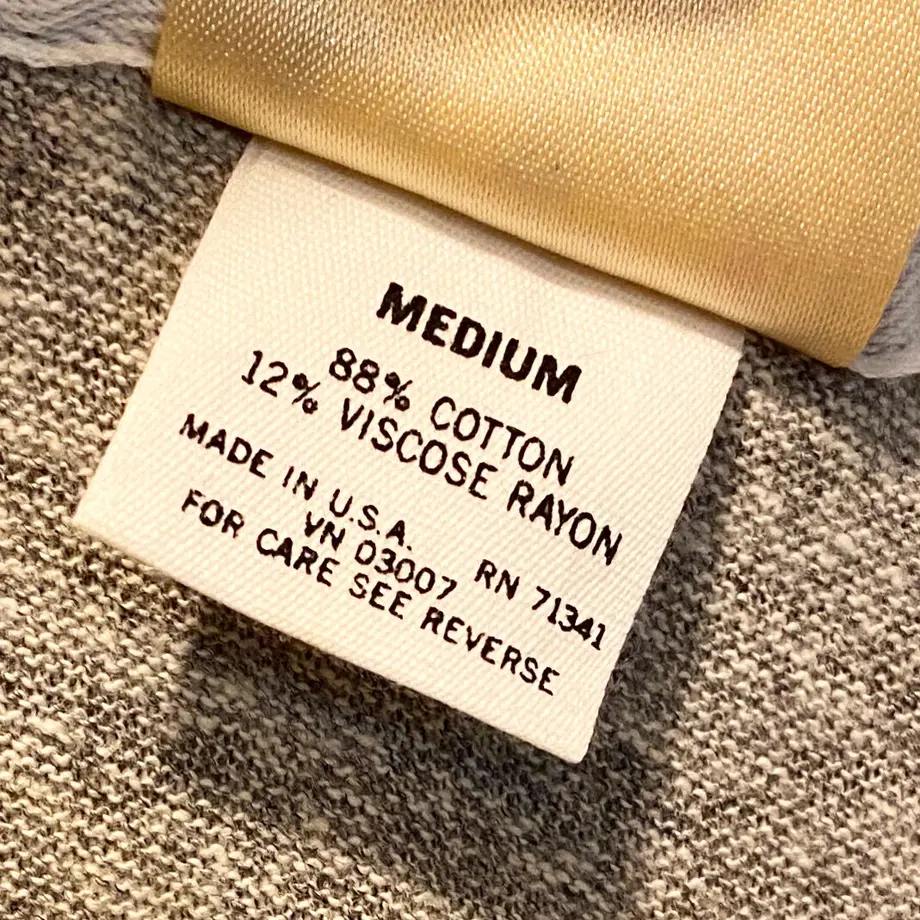 MEDIUM
88% COTTON
12% VISCOSE RAYON
MADE IN U.S.A. RN 71341
VN 03007
FOR CARE SEE REVERSE